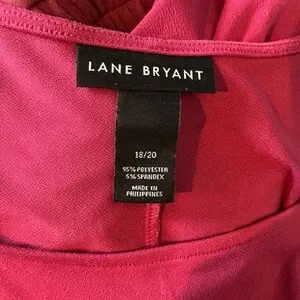 LANE BRYANT
18/20
95% POLYESTER
5% SPANDEX
MADE IN
PHILIPPINES